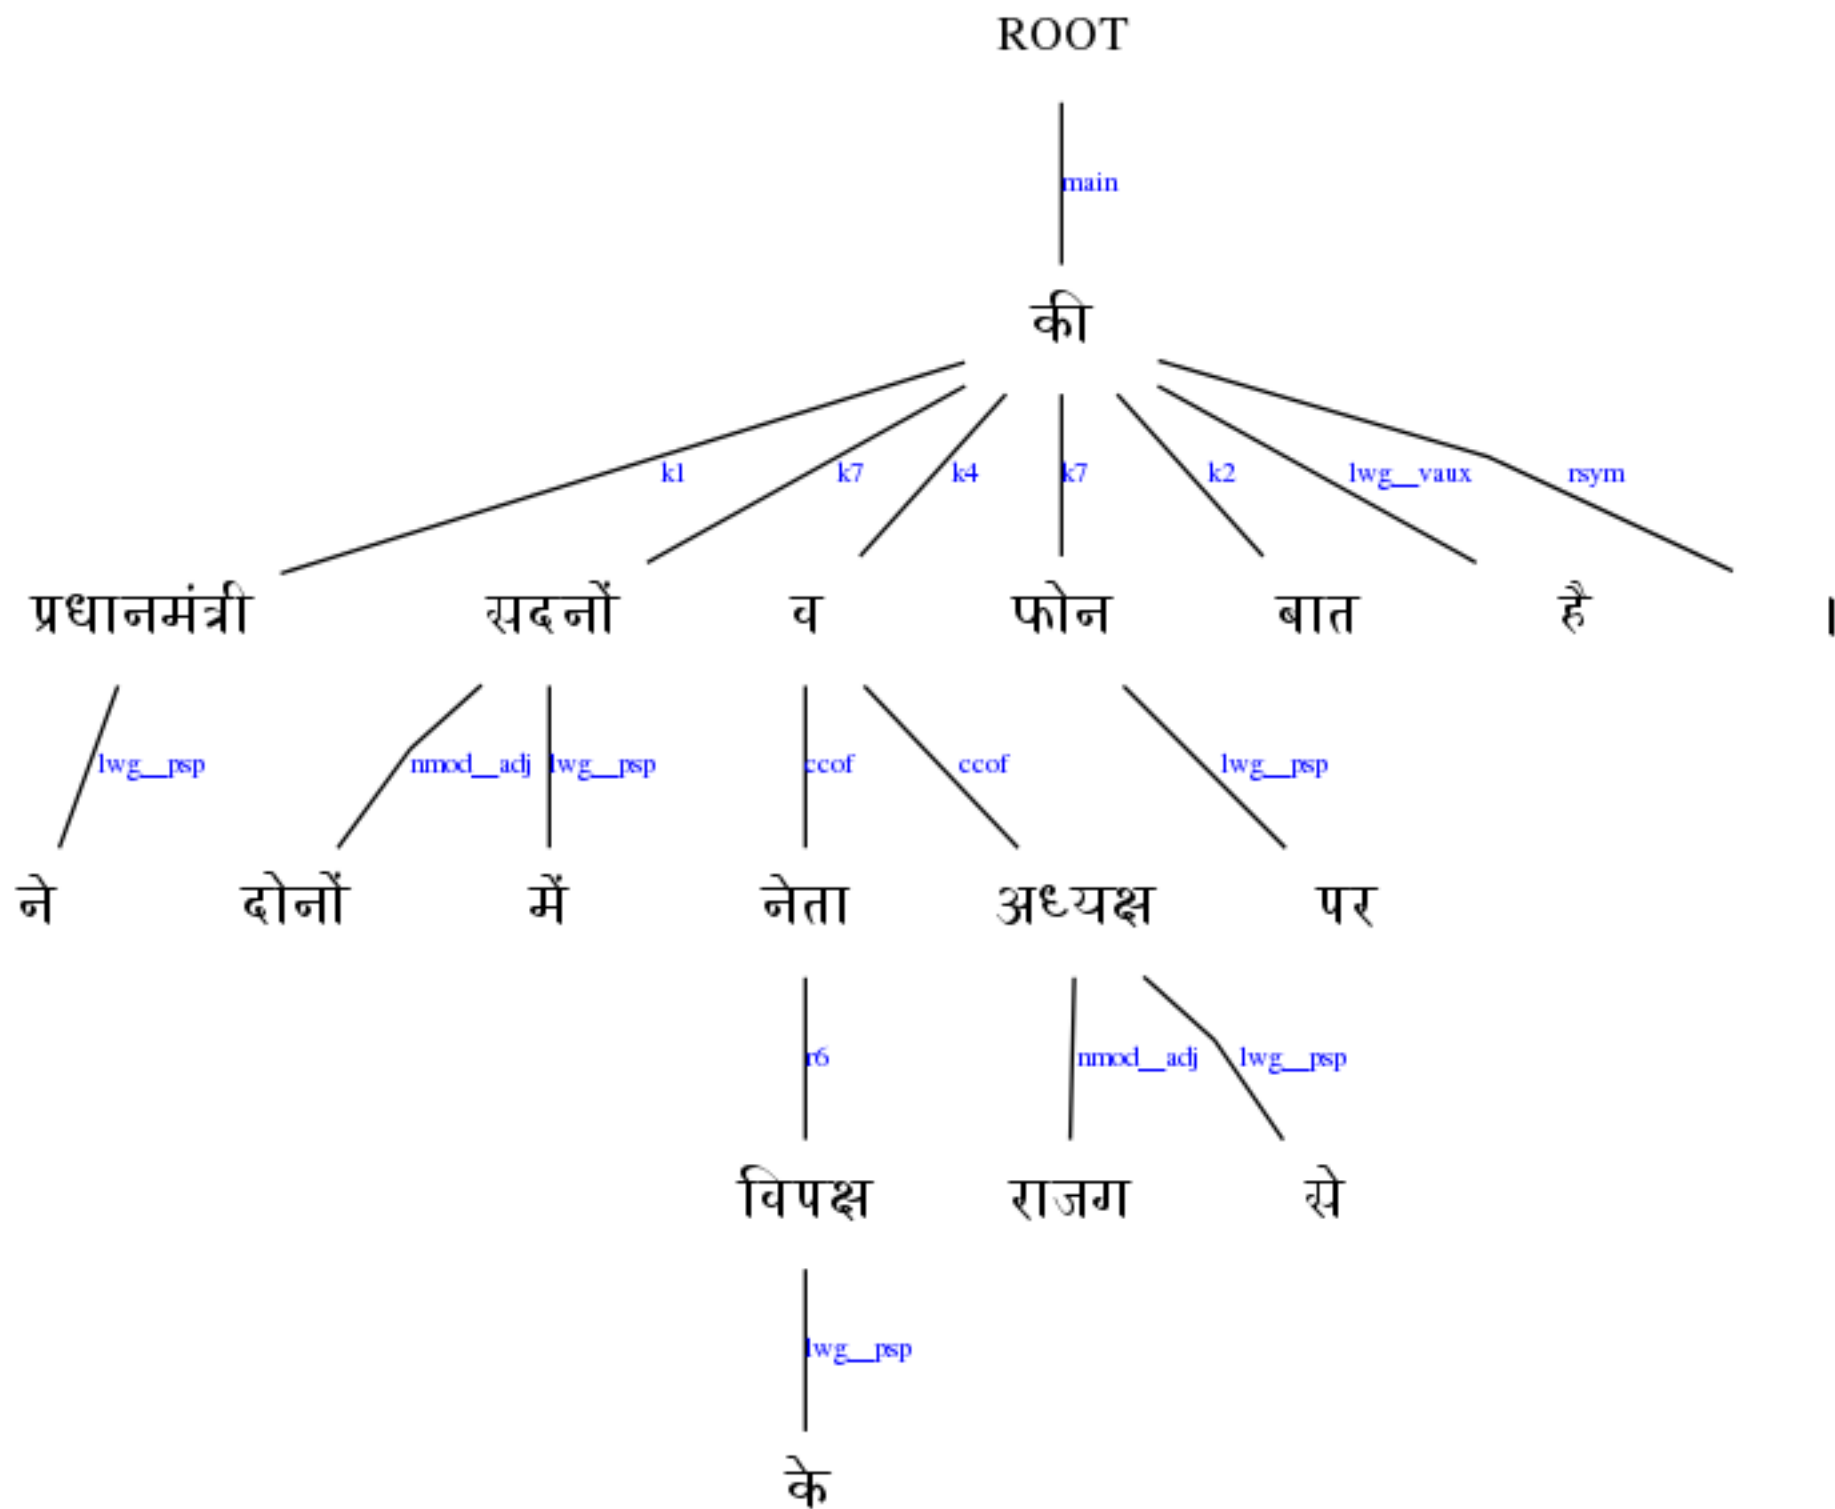 ROOT
main
की
k1 k7 k4 k7 k2 lwg__vaux rsym
प्रधानमंत्री सदनों व फोन बात है ।
lwg__psp nmod__adj lwg__psp ccof ccof lwg__psp
ने दोनों में नेता अध्यक्ष पर
r6 nmod__adj lwg__psp
विपक्ष राजग से
lwg__psp
के